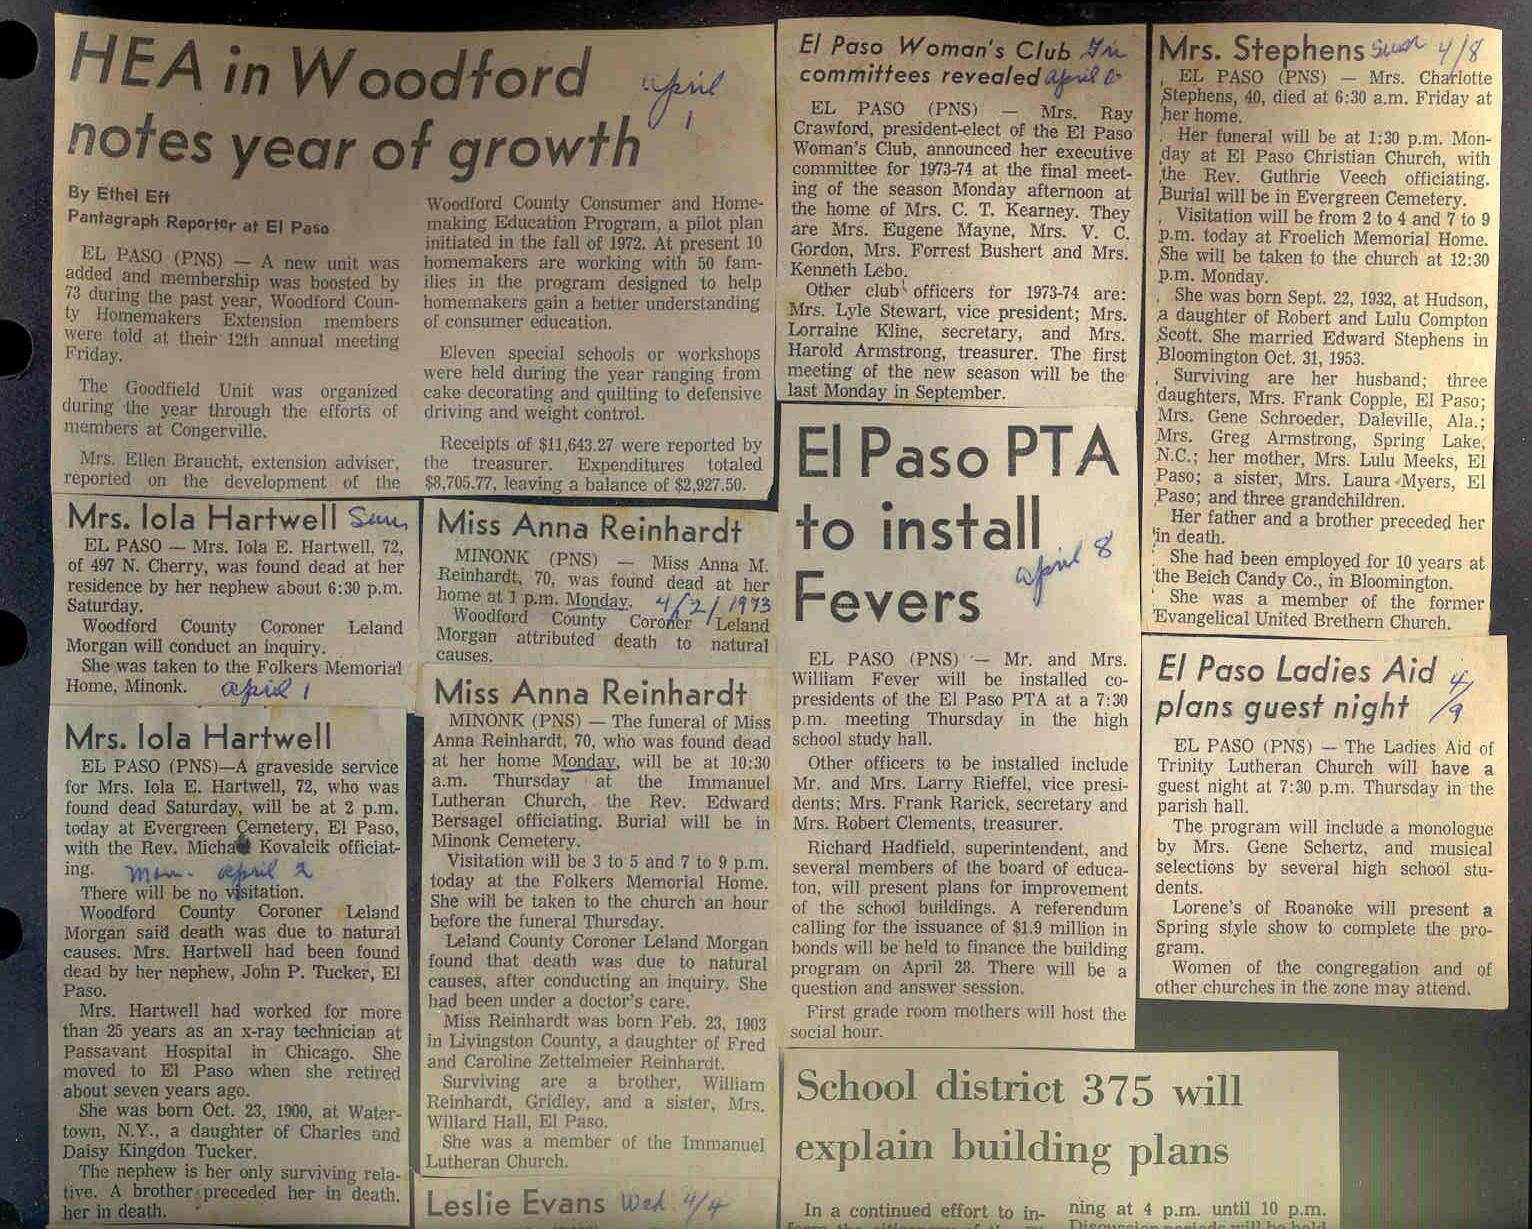 HEA in Woodford
notes year of growth
april
1
By Ethel Eft
Pantagraph Reporter at El Paso
EL PASO (PNS) — A new unit was
added and membership was boosted by
73 during the past year, Woodford Coun-
ty Homemakers Extension members
were told at their 12th annual meeting
Friday.
The Goodfield Unit was organized
during the year through the efforts of
members at Congerville.
Mrs. Ellen Braucht, extension adviser,
reported on the development of the
Woodford County Consumer and Home-
making Education Program, a pilot plan
initiated in the fall of 1972. At present 10
homemakers are working with 50 fam-
ilies in the program designed to help
homemakers gain a better understanding
of consumer education.
Eleven special schools or workshops
were held during the year ranging from
cake decorating and quilting to defensive
driving and weight control.
Receipts of $11,643.27 were reported by
the treasurer. Expenditures totaled
$8,705.77, leaving a balance of $2,927.50.
Mrs. Iola Hartwell Sun,
EL PASO — Mrs. Iola E. Hartwell, 72,
of 497 N. Cherry, was found dead at her
residence by her nephew about 6:30 p.m.
Saturday.
Woodford County Coroner Leland
Morgan will conduct an inquiry.
She was taken to the Folkers Memorial
Home, Minonk. april 1
Mrs. Iola Hartwell
EL PASO (PNS)—A graveside service
for Mrs. Iola E. Hartwell, 72, who was
found dead Saturday, will be at 2 p.m.
today at Evergreen Cemetery, El Paso,
with the Rev. Michael Kovalcik officiat-
ing. Mon. april 2
There will be no visitation.
Woodford County Coroner Leland
Morgan said death was due to natural
causes. Mrs. Hartwell had been found
dead by her nephew, John P. Tucker, El
Paso.
Mrs. Hartwell had worked for more
than 25 years as an x-ray technician at
Passavant Hospital in Chicago. She
moved to El Paso when she retired
about seven years ago.
She was born Oct. 23, 1900, at Water-
town, N.Y., a daughter of Charles and
Daisy Kingdon Tucker.
The nephew is her only surviving rela-
tive. A brother preceded her in death.
her in death.
Miss Anna Reinhardt
MINONK (PNS) — Miss Anna M.
Reinhardt, 70, was found dead at her
home at 1 p.m. Monday. 4/2/1973
Woodford County Coroner Leland
Morgan attributed death to natural
causes.
Miss Anna Reinhardt
MINONK (PNS) — The funeral of Miss
Anna Reinhardt, 70, who was found dead
at her home Monday, will be at 10:30
a.m. Thursday at the Immanuel
Lutheran Church, the Rev. Edward
Bersagel officiating. Burial will be in
Minonk Cemetery.
Visitation will be 3 to 5 and 7 to 9 p.m.
today at the Folkers Memorial Home.
She will be taken to the church an hour
before the funeral Thursday.
Leland County Coroner Leland Morgan
found that death was due to natural
causes, after conducting an inquiry. She
had been under a doctor's care.
Miss Reinhardt was born Feb. 23, 1903
in Livingston County, a daughter of Fred
and Caroline Zettelmeier Reinhardt.
Surviving are a brother, William
Reinhardt, Gridley, and a sister, Mrs.
Willard Hall, El Paso.
She was a member of the Immanuel
Lutheran Church.
Leslie Evans Wed. 4/4
El Paso Woman's Club
committees revealed april
EL PASO (PNS) — Mrs. Ray
Crawford, president-elect of the El Paso
Woman's Club, announced her executive
committee for 1973-74 at the final meet-
ing of the season Monday afternoon at
the home of Mrs. C. T. Kearney. They
are Mrs. Eugene Mayne, Mrs. V. C.
Gordon, Mrs. Forrest Bushert and Mrs.
Kenneth Lebo.
Other club officers for 1973-74 are:
Mrs. Lyle Stewart, vice president; Mrs.
Lorraine Kline, secretary, and Mrs.
Harold Armstrong, treasurer. The first
meeting of the new season will be the
last Monday in September.
El Paso PTA
to install
Fevers
april 8
EL PASO (PNS) — Mr. and Mrs.
William Fever will be installed co-
presidents of the El Paso PTA at a 7:30
p.m. meeting Thursday in the high
school study hall.
Other officers to be installed include
Mr. and Mrs. Larry Rieffel, vice presi-
dents; Mrs. Frank Rarick, secretary and
Mrs. Robert Clements, treasurer.
Richard Hadfield, superintendent, and
several members of the board of educa-
ton, will present plans for improvement
of the school buildings. A referendum
calling for the issuance of $1.9 million in
bonds will be held to finance the building
program on April 28. There will be a
question and answer session.
First grade room mothers will host the
social hour.
School district 375 will
explain building plans
In a continued effort to in-
ning at 4 p.m. until 10 p.m.
Mrs. Stephens Sun 4/8
EL PASO (PNS) — Mrs. Charlotte
Stephens, 40, died at 6:30 a.m. Friday at
her home.
Her funeral will be at 1:30 p.m. Mon-
day at El Paso Christian Church, with
the Rev. Guthrie Veech officiating.
Burial will be in Evergreen Cemetery.
Visitation will be from 2 to 4 and 7 to 9
p.m. today at Froelich Memorial Home.
She will be taken to the church at 12:30
p.m. Monday.
She was born Sept. 22, 1932, at Hudson,
a daughter of Robert and Lulu Compton
Scott. She married Edward Stephens in
Bloomington Oct. 31, 1953.
Surviving are her husband; three
daughters, Mrs. Frank Copple, El Paso;
Mrs. Gene Schroeder, Daleville, Ala.;
Mrs. Greg Armstrong, Spring Lake,
N.C.; her mother, Mrs. Lulu Meeks, El
Paso; a sister, Mrs. Laura Myers, El
Paso; and three grandchildren.
Her father and a brother preceded her
in death.
She had been employed for 10 years at
the Beich Candy Co., in Bloomington.
She was a member of the former
Evangelical United Brethern Church.
El Paso Ladies Aid 4/9
plans guest night
EL PASO (PNS) — The Ladies Aid of
Trinity Lutheran Church will have a
guest night at 7:30 p.m. Thursday in the
parish hall.
The program will include a monologue
by Mrs. Gene Schertz, and musical
selections by several high school stu-
dents.
Lorene's of Roanoke will present a
Spring style show to complete the pro-
gram.
Women of the congregation and of
other churches in the zone may attend.